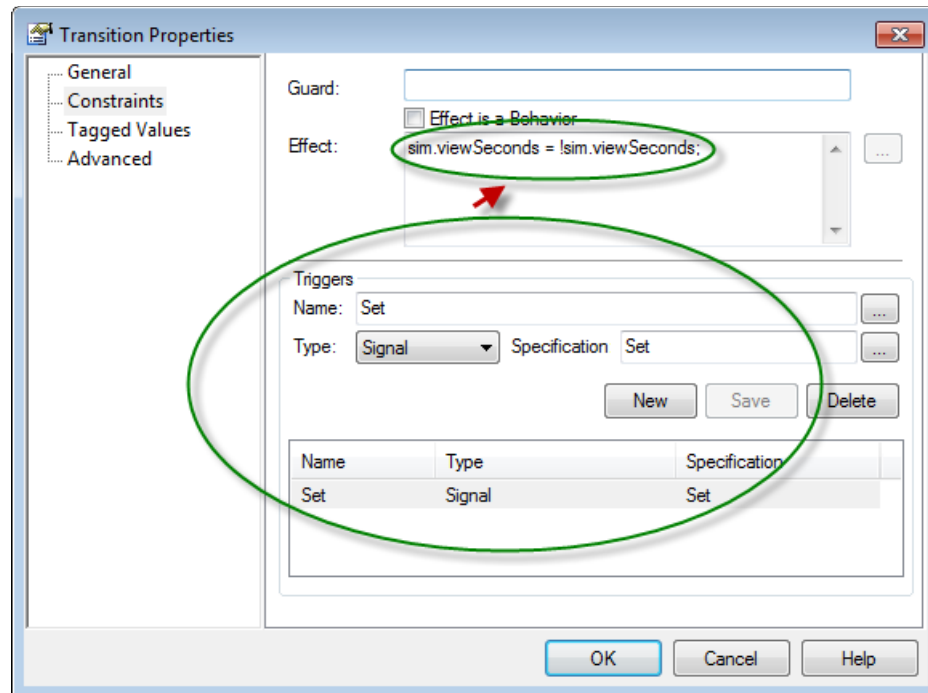 Transition Properties
General
Constraints
Tagged Values
Advanced
Guard:
Effect is a Behavior
Effect:
sim.viewSeconds = !sim.viewSeconds;
...
Triggers
Name: Set ...
Type: Signal Specification Set ...
New Save Delete
Name Type Specification
Set Signal Set
OK Cancel Help